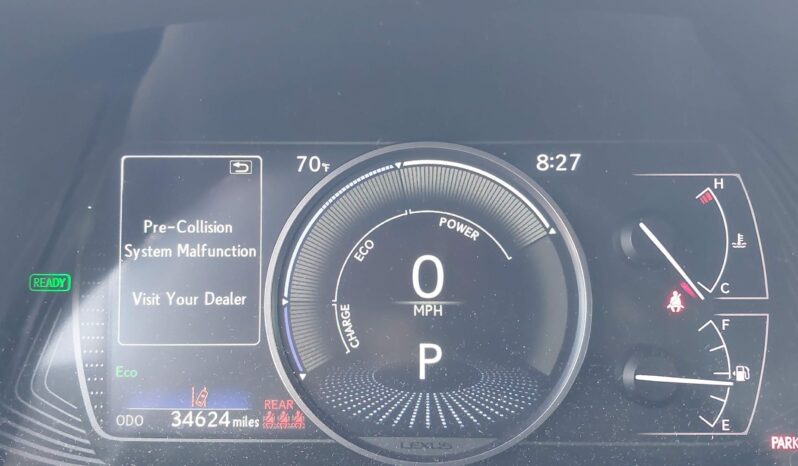 70°F
8:27
H
Pre-Collision
System Malfunction
Visit Your Dealer
ECO
POWER
CHARGE
READY
0
MPH
C
P
F
Eco
ODO 34624 miles
REAR
E
LEXUS
PARK